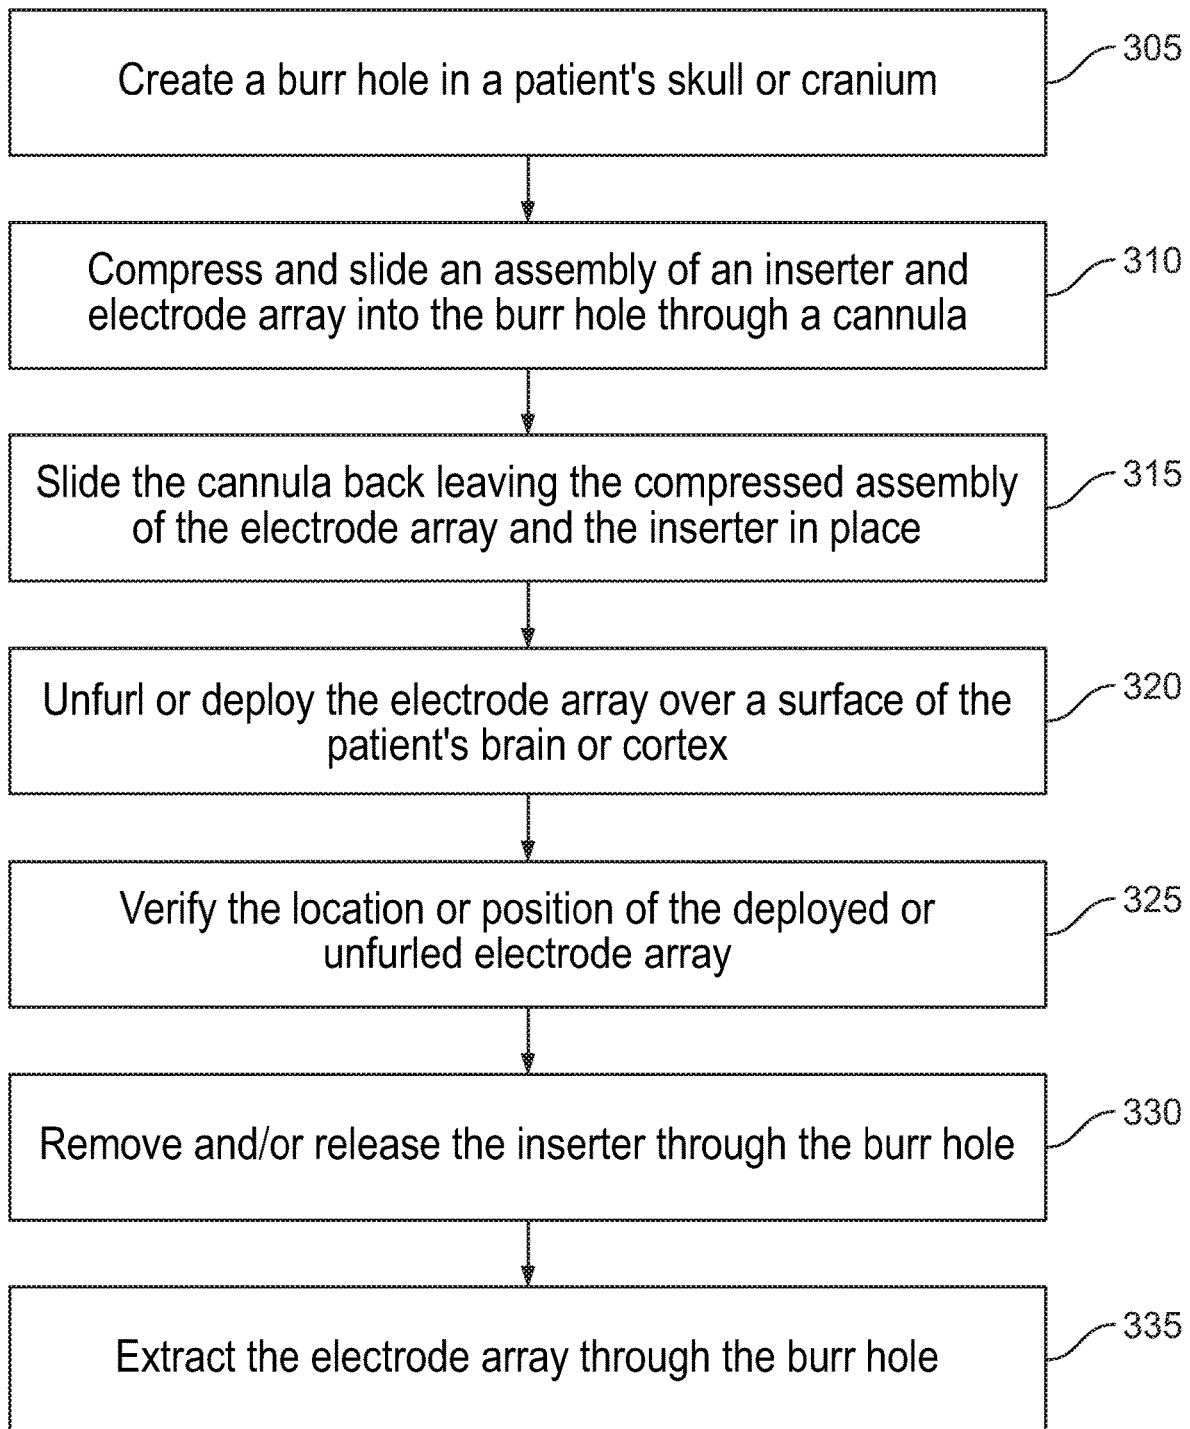 Create a burr hole in a patient's skull or cranium
305
Compress and slide an assembly of an inserter and
electrode array into the burr hole through a cannula
310
Slide the cannula back leaving the compressed assembly
of the electrode array and the inserter in place
315
Unfurl or deploy the electrode array over a surface of the
patient's brain or cortex
320
Verify the location or position of the deployed or
unfurled electrode array
325
Remove and/or release the inserter through the burr hole
330
Extract the electrode array through the burr hole
335